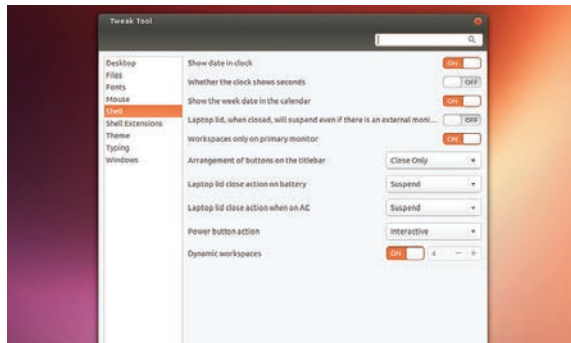 Tweak Tool
Desktop
Files
Fonts
Mouse
Shell
Shell Extensions
Theme
Typing
Windows
Show date in clock ON
Whether the clock shows seconds OFF
Show the week date in the calendar ON
Laptop lid, when closed, will suspend even if there is an external moni... OFF
Workspaces only on primary monitor ON
Arrangement of buttons on the titlebar Close Only
Laptop lid close action on battery Suspend
Laptop lid close action when on AC Suspend
Power button action Interactive
Dynamic workspaces ON 4 − +